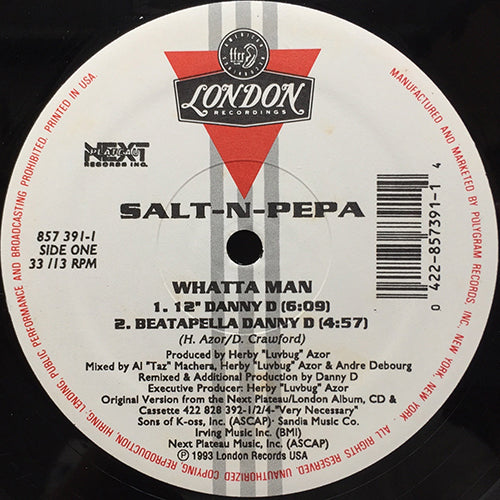 AMERICAN
ffrr
RECORDINGS
LONDON
RECORDINGS
NEXT
PLATEAU
RECORDS INC.
SALT-N-PEPA
857 391-1
SIDE ONE
33 1/3 RPM
0 422-857391-1 4
WHATTA MAN
1. 12" DANNY D (6:09)
2. BEATAPELLA DANNY D (4:57)
(H. Azor/D. Crawford)
Produced by Herby "Luvbug" Azor
Mixed by Al "Taz" Machera, Herby "Luvbug" Azor & Andre Debourg
Remixed & Additional Production by Danny D
Executive Producer: Herby "Luvbug" Azor
Original Version from the Next Plateau/London Album, CD &
Cassette 422 828 392-1/2/4-"Very Necessary"
Sons of K-oss, Inc. (ASCAP)· Sandia Music Co.
Irving Music Inc. (BMI)
Next Plateau Music, Inc. (ASCAP)
℗ 1993 London Records USA
MANUFACTURED AND MARKETED BY POLYGRAM RECORDS, INC., NEW YORK, NEW YORK. · ALL RIGHTS RESERVED. UNAUTHORIZED COPYING, REPRODUCTION, HIRING, LENDING, PUBLIC PERFORMANCE AND BROADCASTING PROHIBITED. PRINTED IN USA.